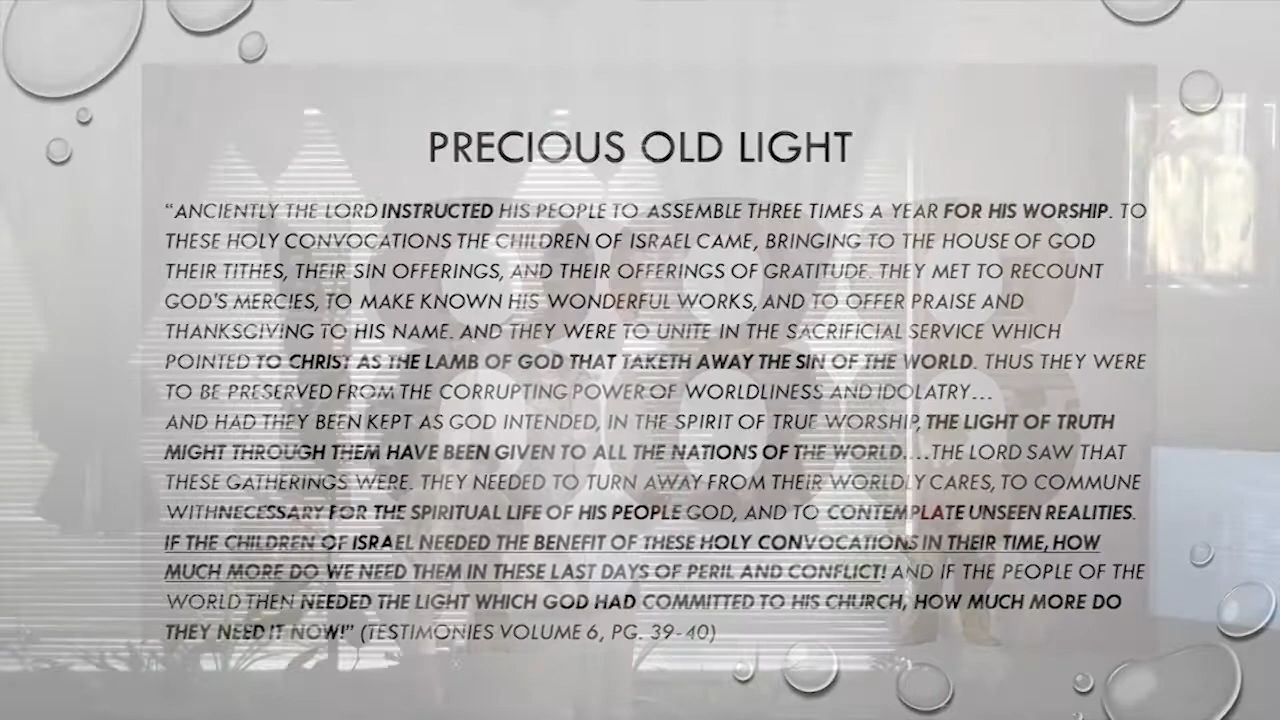 PRECIOUS OLD LIGHT
“ANCIENTLY THE LORD INSTRUCTED HIS PEOPLE TO ASSEMBLE THREE TIMES A YEAR FOR HIS WORSHIP. TO
THESE HOLY CONVOCATIONS THE CHILDREN OF ISRAEL CAME, BRINGING TO THE HOUSE OF GOD
THEIR TITHES, THEIR SIN OFFERINGS, AND THEIR OFFERINGS OF GRATITUDE. THEY MET TO RECOUNT
GOD'S MERCIES, TO MAKE KNOWN HIS WONDERFUL WORKS, AND TO OFFER PRAISE AND
THANKSGIVING TO HIS NAME. AND THEY WERE TO UNITE IN THE SACRIFICIAL SERVICE WHICH
POINTED TO CHRIST AS THE LAMB OF GOD THAT TAKETH AWAY THE SIN OF THE WORLD. THUS THEY WERE
TO BE PRESERVED FROM THE CORRUPTING POWER OF WORLDLINESS AND IDOLATRY...
AND HAD THEY BEEN KEPT AS GOD INTENDED, IN THE SPIRIT OF TRUE WORSHIP, THE LIGHT OF TRUTH
MIGHT THROUGH THEM HAVE BEEN GIVEN TO ALL THE NATIONS OF THE WORLD....THE LORD SAW THAT
THESE GATHERINGS WERE. THEY NEEDED TO TURN AWAY FROM THEIR WORLDLY CARES, TO COMMUNE
WITHNECESSARY FOR THE SPIRITUAL LIFE OF HIS PEOPLE GOD, AND TO CONTEMPLATE UNSEEN REALITIES.
IF THE CHILDREN OF ISRAEL NEEDED THE BENEFIT OF THESE HOLY CONVOCATIONS IN THEIR TIME, HOW
MUCH MORE DO WE NEED THEM IN THESE LAST DAYS OF PERIL AND CONFLICT! AND IF THE PEOPLE OF THE
WORLD THEN NEEDED THE LIGHT WHICH GOD HAD COMMITTED TO HIS CHURCH, HOW MUCH MORE DO
THEY NEED IT NOW!” (TESTIMONIES VOLUME 6, PG. 39-40)